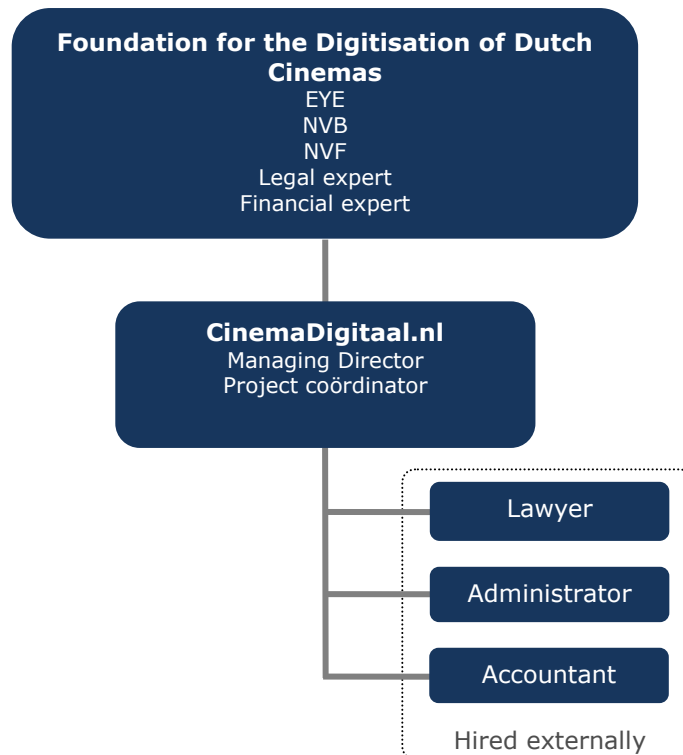 Foundation for the Digitisation of Dutch
Cinemas
EYE
NVB
NVF
Legal expert
Financial expert
CinemaDigitaal.nl
Managing Director
Project coördinator
Lawyer
Administrator
Accountant
Hired externally